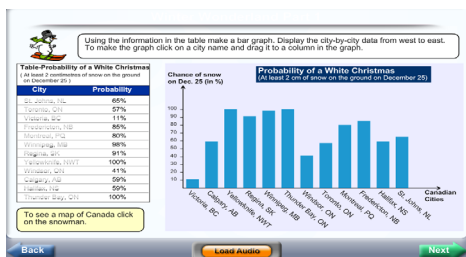 Using the information in the table make a bar graph. Display the city-by-city data from west to east.
To make the graph click on a city name and drag it to a column in the graph.
Table-Probability of a White Christmas
( At least 2 centimetres of snow on the ground
on December 25 )
City Probability
St. Johns, NL 65%
Toronto, ON 57%
Victoria, BC 11%
Fredericton, NB 85%
Montreal, PQ 80%
Winnipeg, MB 98%
Regina, SK 91%
Yellowknife, NWT 100%
Windsor, ON 41%
Calgary, AB 59%
Halifax, NS 59%
Thunder Bay, ON 100%
To see a map of Canada click
on the snowman.
Chance of snow
on Dec. 25 (in %)
Probability of a White Christmas
(At least 2 cm of snow on the ground on December 25)
100
90
80
70
60
50
40
30
20
10
Victoria, BC
Calgary, AB
Yellowknife, NWT
Regina, SK
Winnipeg, MB
Thunder Bay, ON
Windsor, ON
Toronto, ON
Montreal, PQ
Fredericton, NB
Halifax, NS
St. Johns, NL
Canadian
Cities
Back
Load Audio
Next